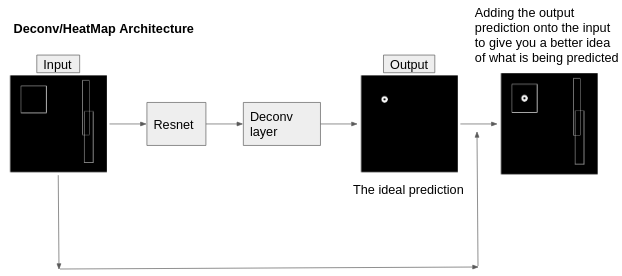 Deconv/HeatMap Architecture
Adding the output
prediction onto the input
to give you a better idea
of what is being predicted
Input
Output
Resnet
Deconv
layer
The ideal prediction